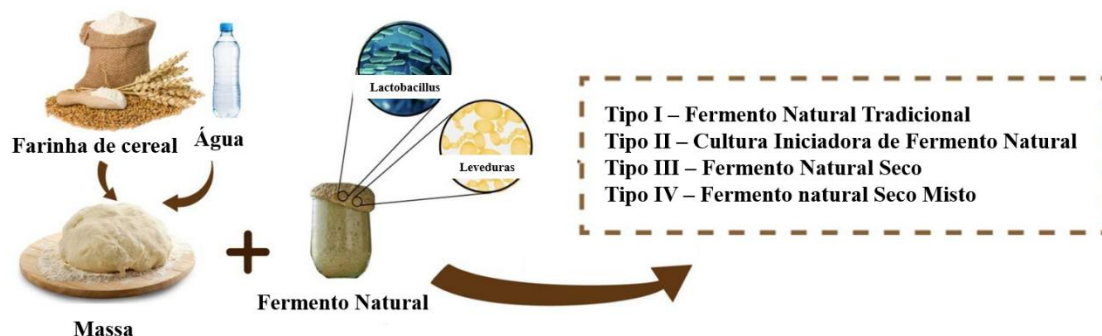 Farinha de cereal
Água
Massa
Lactobacillus
Leveduras
Fermento Natural
Tipo I – Fermento Natural Tradicional
Tipo II – Cultura Iniciadora de Fermento Natural
Tipo III – Fermento Natural Seco
Tipo IV – Fermento natural Seco Misto